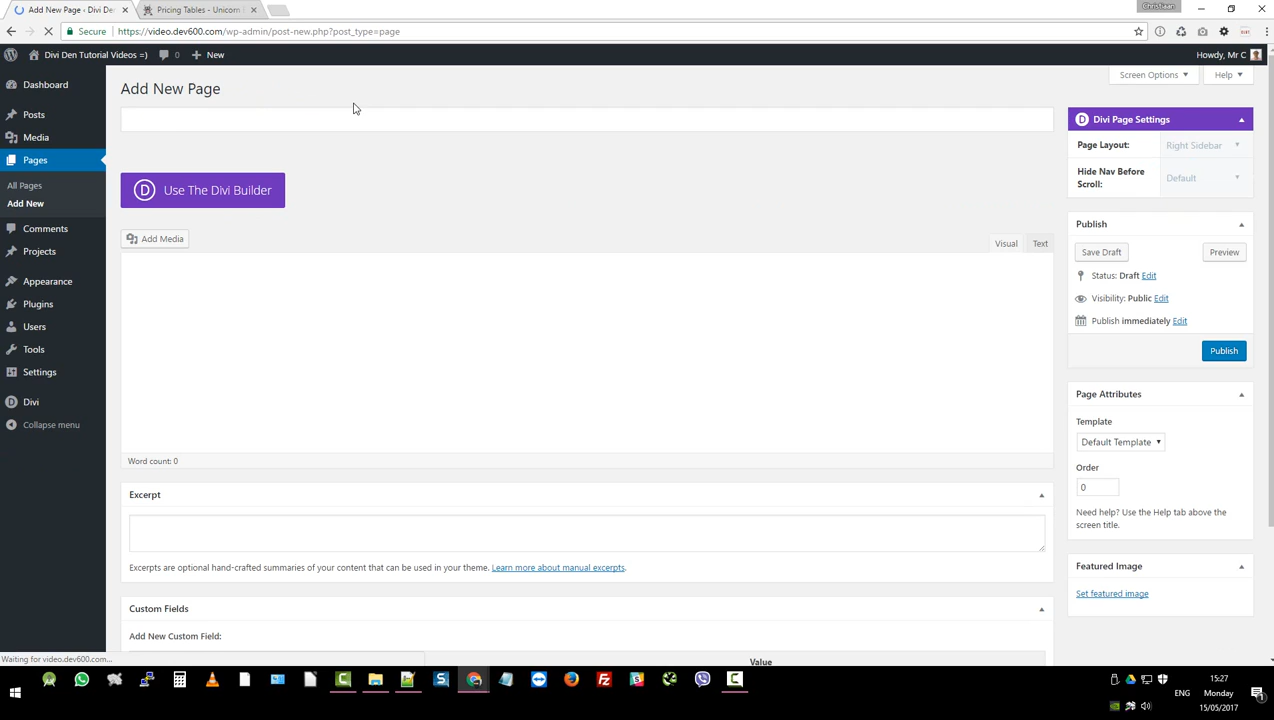 Add New Page ‹ Divi De
Pricing Tables - Unicorn
Christiaan
Secure
https://video.dev600.com/wp-admin/post-new.php?post_type=page
Divi Den Tutorial Videos =)
0
New
Howdy, Mr C
Dashboard
Posts
Media
Pages
All Pages
Add New
Comments
Projects
Appearance
Plugins
Users
Tools
Settings
Divi
Collapse menu
Screen Options
Help
Add New Page
Use The Divi Builder
Add Media
Visual
Text
Word count: 0
Excerpt
Excerpts are optional hand-crafted summaries of your content that can be used in your theme. Learn more about manual excerpts.
Custom Fields
Add New Custom Field:
Value
Divi Page Settings
Page Layout:
Right Sidebar
Hide Nav Before
Scroll:
Default
Publish
Save Draft
Preview
Status: Draft Edit
Visibility: Public Edit
Publish immediately Edit
Publish
Page Attributes
Template
Default Template
Order
0
Need help? Use the Help tab above the
screen title.
Featured Image
Set featured image
Waiting for video.dev600.com...
ENG
15:27
Monday
15/05/2017